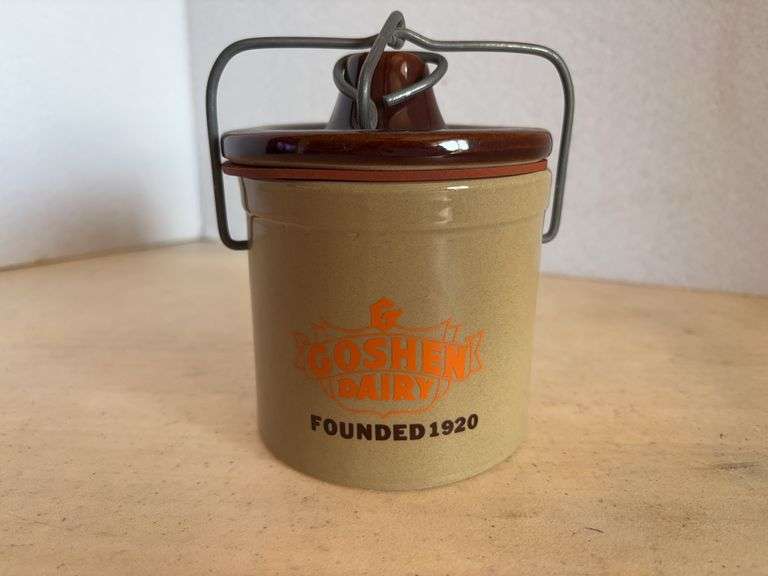 G
GOSHEN
DAIRY
FOUNDED 1920